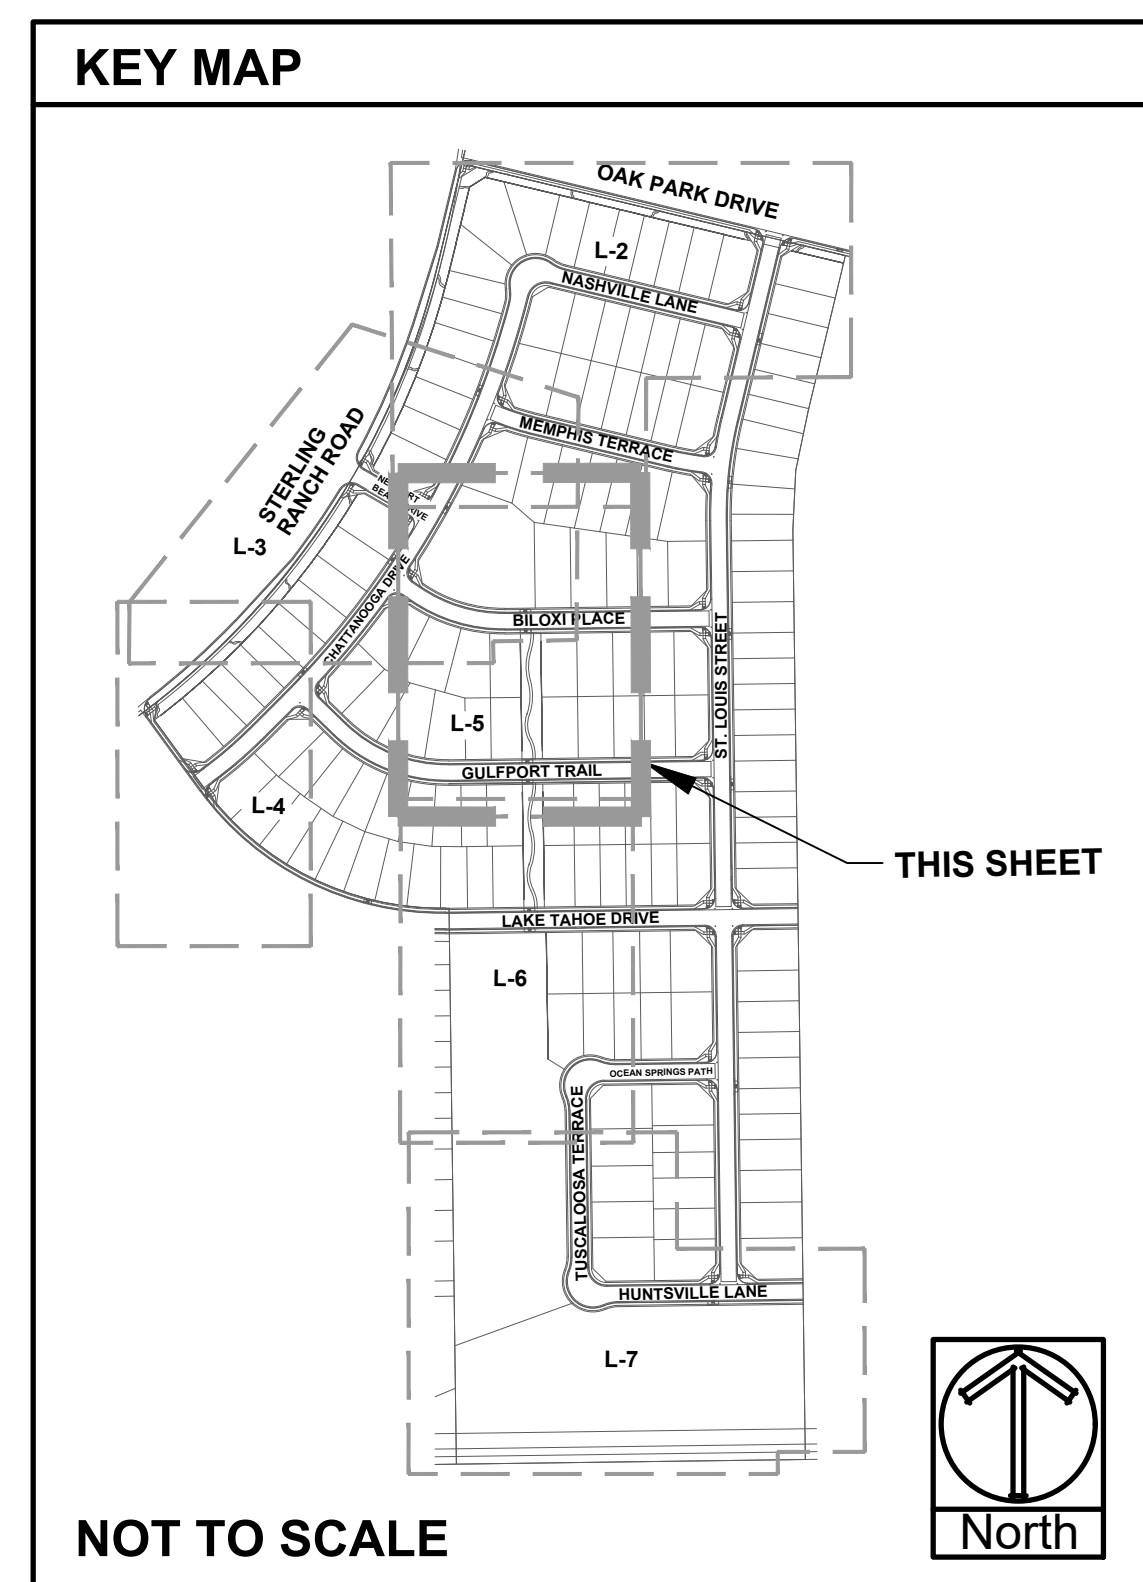 KEY MAP
OAK PARK DRIVE
L-2
NASHVILLE LANE
MEMPHIS TERRACE
STERLING
RANCH ROAD
L-3
CHATTANOOGA DRIVE
BILOXI PLACE
ST. LOUIS STREET
L-5
GULFPORT TRAIL
L-4
THIS SHEET
LAKE TAHOE DRIVE
L-6
OCEAN SPRINGS PATH
TUSCALOOSA TERRACE
HUNTSVILLE LANE
L-7
NOT TO SCALE
North